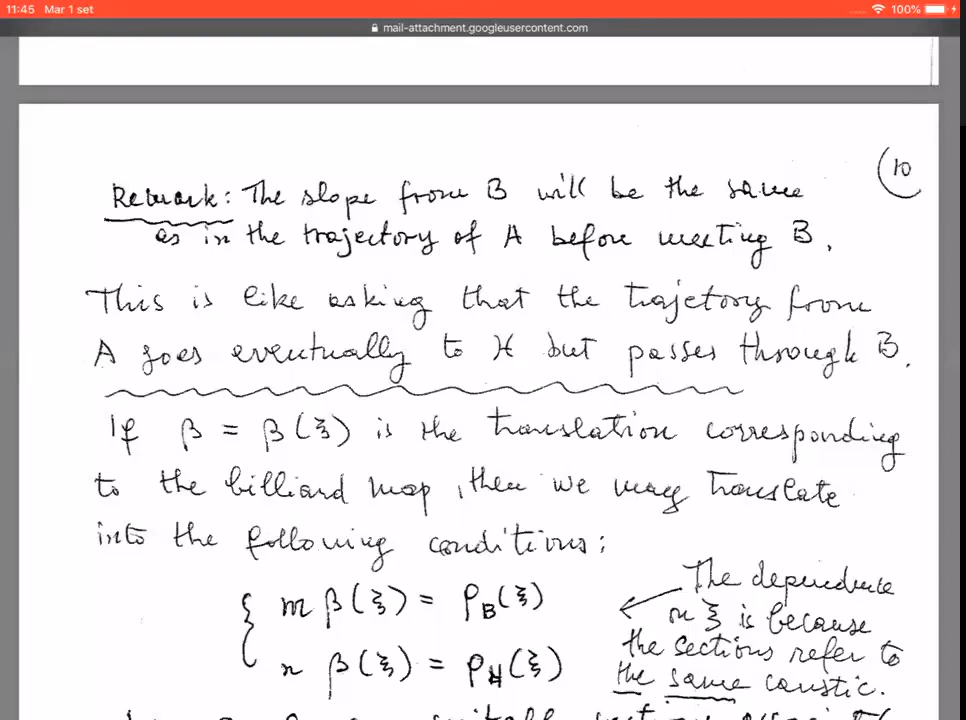 11:45 Mar 1 set
100%
mail-attachment.googleusercontent.com
10
Remark: The slope from B will be the same
as in the trajectory of A before meeting B.
This is like asking that the trajetory from
A goes eventually to H but passes through B.
If β = β(ξ) is the translation corresponding
to the billiard map, then we may translate
into the following conditions:
{ m β(ξ) = ρ_B(ξ)
n β(ξ) = ρ_H(ξ)
The dependence
on ξ is because
the sections refer to
the same caustic.